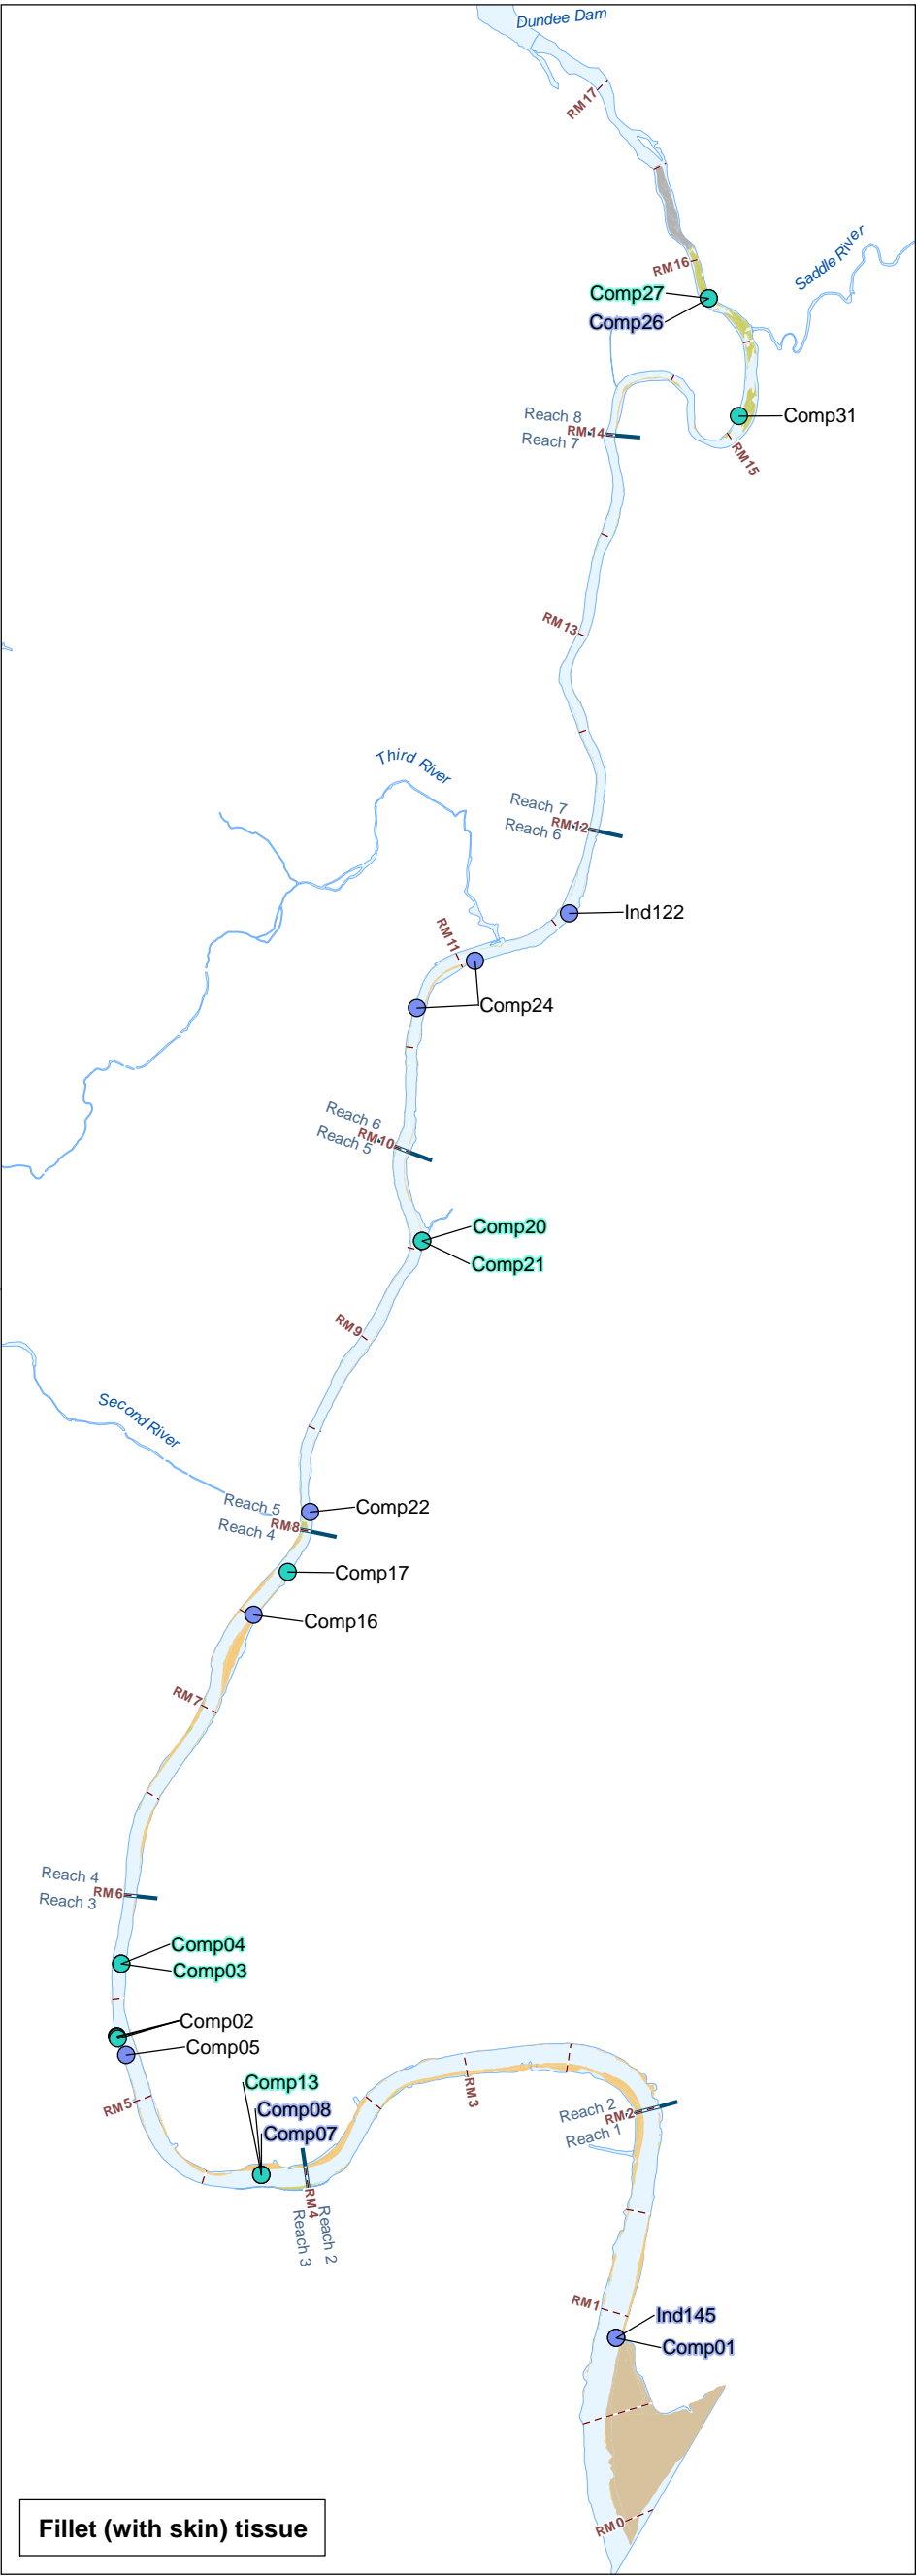 Dundee Dam
RM17
Saddle River
RM16
Comp27
Comp26
Comp31
Reach 8
RM14
Reach 7
RM15
RM13
Third River
Reach 7
RM12
Reach 6
Ind122
RM11
Comp24
Reach 6
RM10
Reach 5
Comp20
Comp21
RM9
Second River
Reach 5
Comp22
RM8
Reach 4
Comp17
Comp16
RM7
Reach 4
RM6
Reach 3
Comp04
Comp03
Comp02
Comp05
RM5
Comp13
Comp08
Comp07
RM3
Reach 2
RM2
Reach 1
RM4
Reach 2
Reach 3
RM1
Ind145
Comp01
RM0
Fillet (with skin) tissue